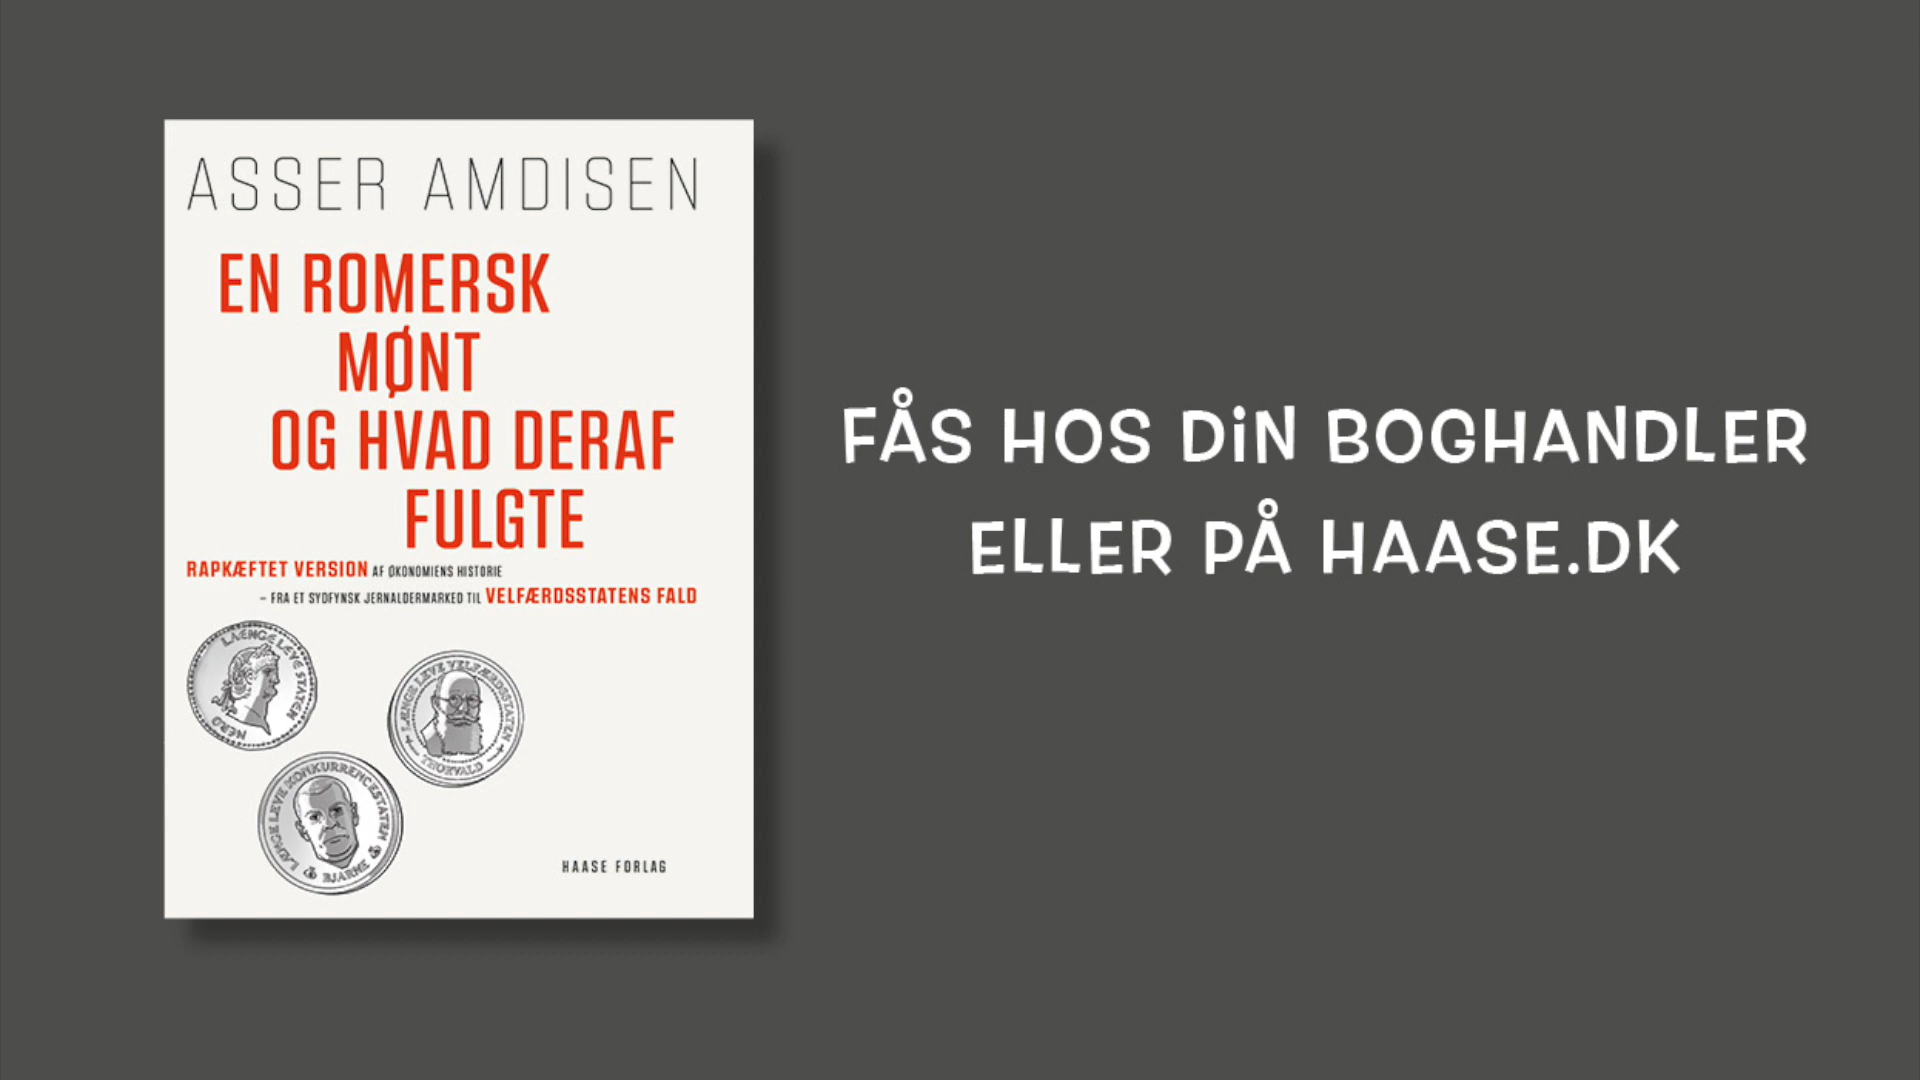 ASSER AMDISEN
EN ROMERSK
MØNT
OG HVAD DERAF
FULGTE
RAPKÆFTET VERSION AF ØKONOMIENS HISTORIE
– FRA ET SYDFYNSK JERNALDERMARKED TIL VELFÆRDSSTATENS FALD
LÆNGE LEVE STATEN
NERO
LÆNGE LEVE VELFÆRDSSTATEN
THORVALD
LÆNGE LEVE KONKURRENCESTATEN
BJARNE
HAASE FORLAG
FÅS HOS DiN BOGHANDLER
ELLER PÅ HAASE.DK